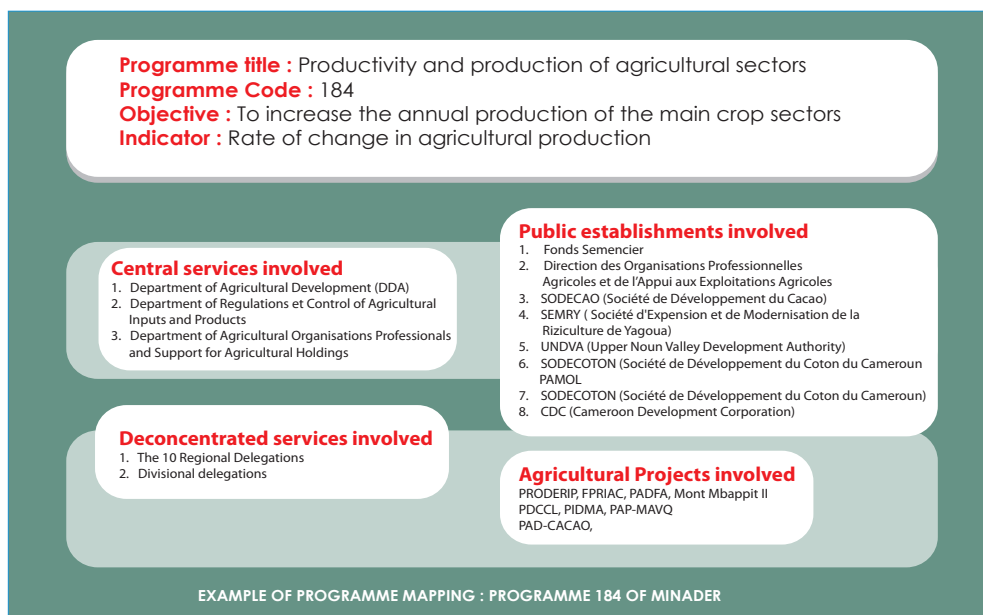 Programme title : Productivity and production of agricultural sectors
Programme Code : 184
Objective : To increase the annual production of the main crop sectors
Indicator : Rate of change in agricultural production
Central services involved
1. Department of Agricultural Development (DDA)
2. Department of Regulations et Control of Agricultural
Inputs and Products
3. Department of Agricultural Organisations Professionals
and Support for Agricultural Holdings
Public establishments involved
1. Fonds Semencier
2. Direction des Organisations Professionnelles
Agricoles et de l'Appui aux Exploitations Agricoles
3. SODECAO (Société de Développement du Cacao)
4. SEMRY ( Société d'Expension et de Modernisation de la
Riziculture de Yagoua)
5. UNDVA (Upper Noun Valley Development Authority)
6. SODECOTON (Société de Développement du Coton du Cameroun
PAMOL
7. SODECOTON (Société de Développement du Coton du Cameroun)
8. CDC (Cameroon Development Corporation)
Deconcentrated services involved
1. The 10 Regional Delegations
2. Divisional delegations
Agricultural Projects involved
PRODERIP, FPRIAC, PADFA, Mont Mbappit II
PDCCL, PIDMA, PAP-MAVQ
PAD-CACAO,
EXAMPLE OF PROGRAMME MAPPING : PROGRAMME 184 OF MINADER